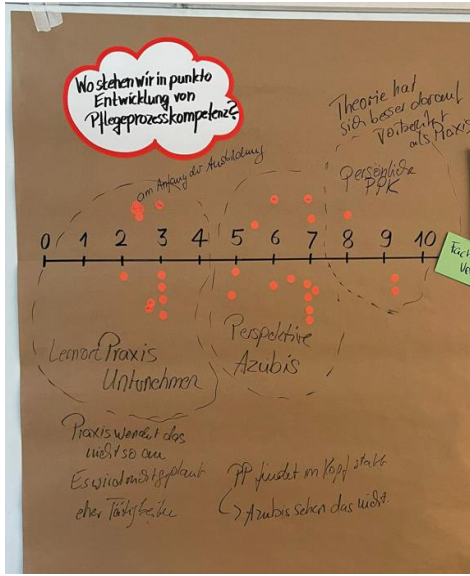 Wo stehen wir in punkto
Entwicklung von
Pflegeprozesskompetenz?
Theorie hat
sich besser darauf
vorbereitet
als Praxis
am Anfang der Ausbildung
Persönliche
PPK
0 1 2 3 4 5 6 7 8 9 10
Lernort Praxis
Unternehmen
Perspektive
Azubis
Praxis wendet das
nicht so an
Es wird nicht geplant
eher Tätigkeiten
PP findet im Kopf statt
Azubis sehen das nicht.